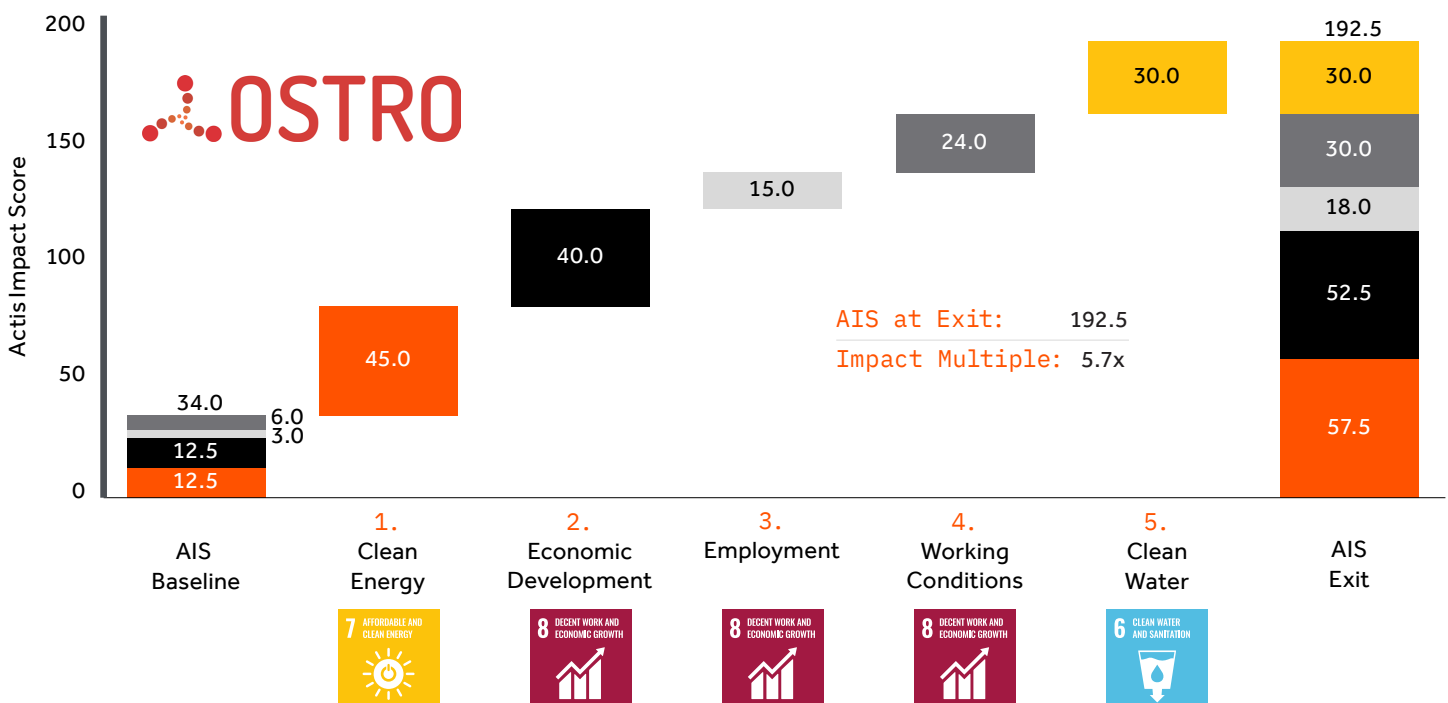 200
150
100
50
0
Actis Impact Score
OSTRO
34.0
6.0
3.0
12.5
12.5
45.0
40.0
15.0
24.0
30.0
192.5
30.0
30.0
18.0
52.5
57.5
AIS at Exit: 192.5
Impact Multiple: 5.7x
AIS
Baseline
1.
Clean
Energy
2.
Economic
Development
3.
Employment
4.
Working
Conditions
5.
Clean
Water
AIS
Exit
7 AFFORDABLE AND
CLEAN ENERGY
8 DECENT WORK AND
ECONOMIC GROWTH
8 DECENT WORK AND
ECONOMIC GROWTH
8 DECENT WORK AND
ECONOMIC GROWTH
6 CLEAN WATER
AND SANITATION